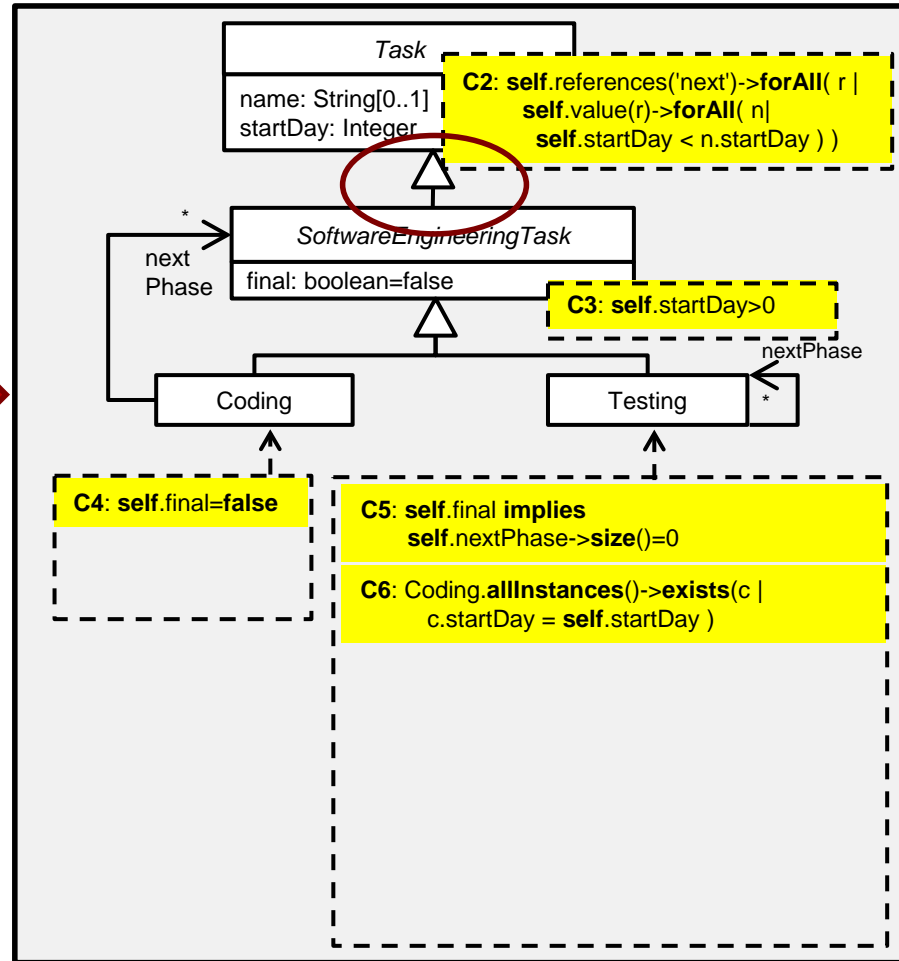 Task
name: String[0..1]
startDay: Integer
C2: self.references('next')->forAll( r |
self.value(r)->forAll( n|
self.startDay < n.startDay ) )
*
next
Phase
SoftwareEngineeringTask
final: boolean=false
C3: self.startDay>0
nextPhase
*
Coding
Testing
C4: self.final=false
C5: self.final implies
self.nextPhase->size()=0
C6: Coding.allInstances()->exists(c |
c.startDay = self.startDay )